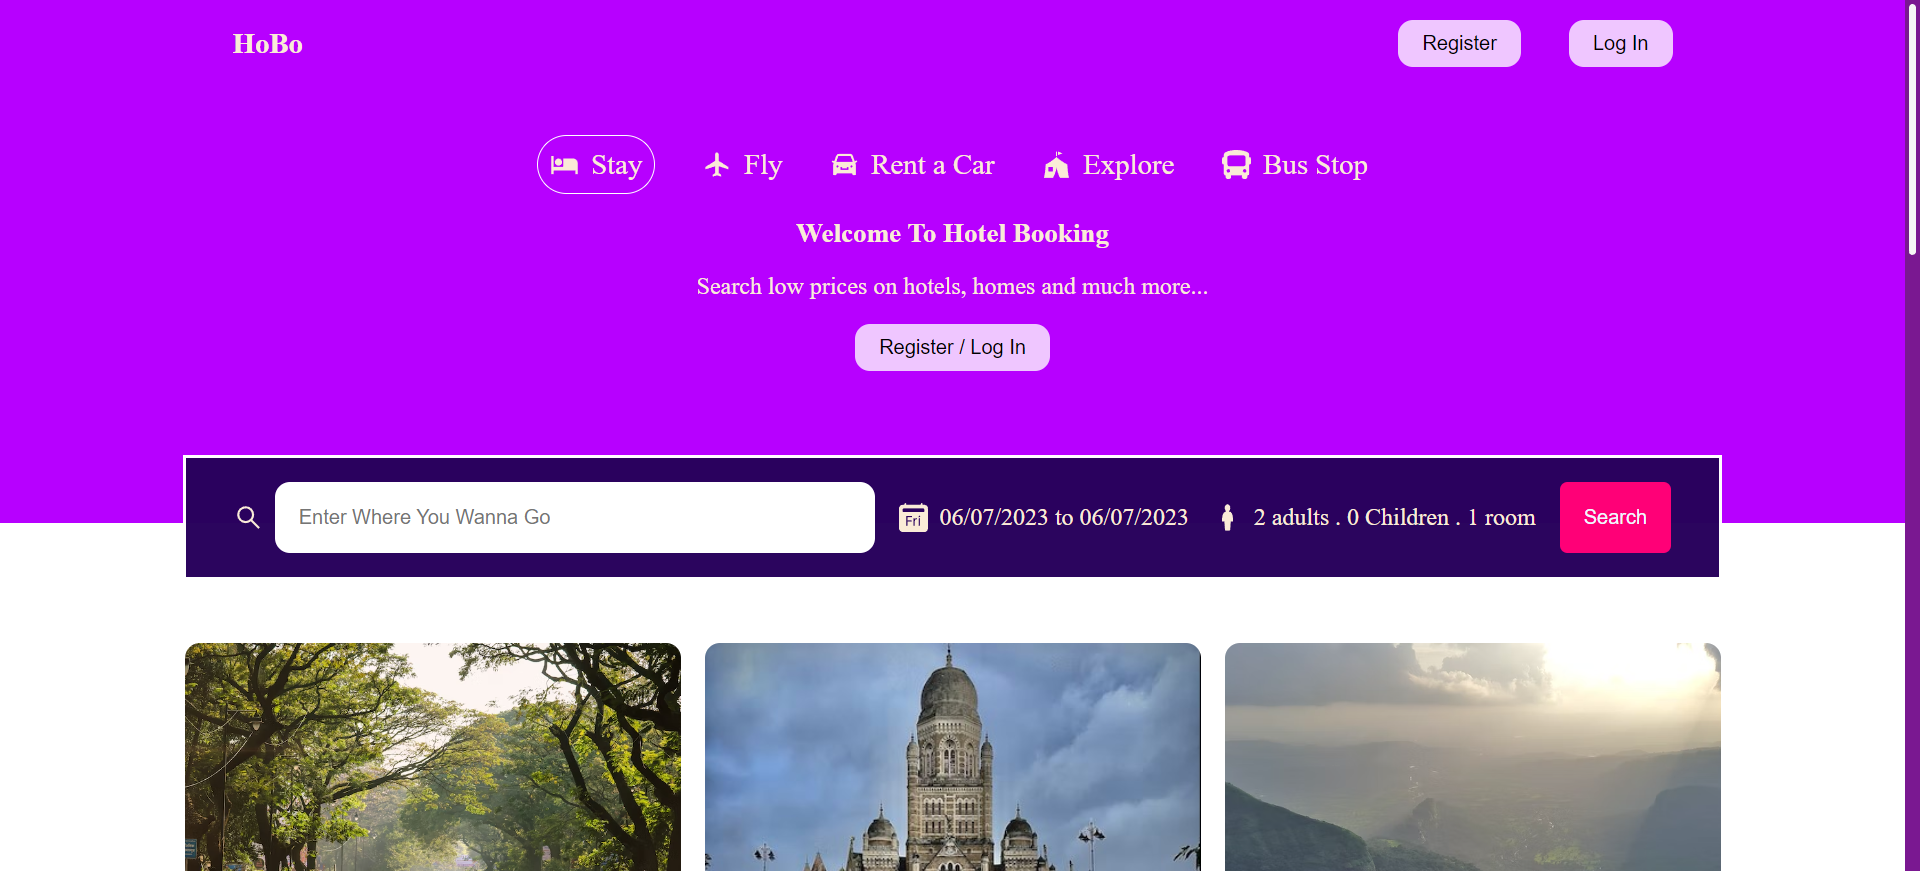 HoBo
Register
Log In
Stay
Fly
Rent a Car
Explore
Bus Stop
Welcome To Hotel Booking
Search low prices on hotels, homes and much more...
Register / Log In
Enter Where You Wanna Go
Fri
06/07/2023 to 06/07/2023
2 adults . 0 Children . 1 room
Search